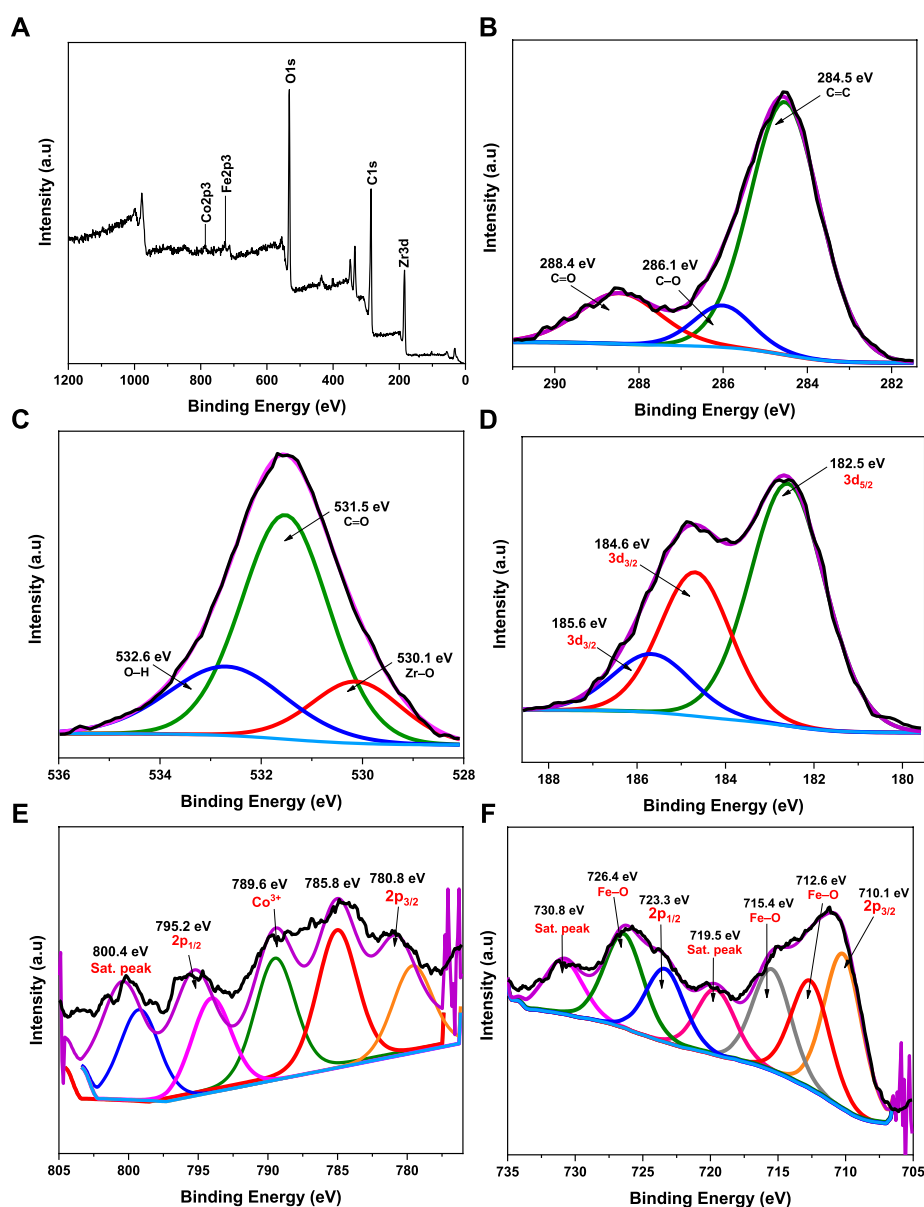 A
O1s
Co2p3
Fe2p3
C1s
Zr3d
Intensity (a.u)
1200 1000 800 600 400 200 0
Binding Energy (eV)
B
284.5 eV
C=C
288.4 eV
C=O
286.1 eV
C–O
Intensity (a.u)
290 288 286 284 282
Binding Energy (eV)
C
531.5 eV
C=O
532.6 eV
O–H
530.1 eV
Zr–O
Intensity (a.u)
536 534 532 530 528
Binding Energy (eV)
D
182.5 eV
3d5/2
184.6 eV
3d3/2
185.6 eV
3d3/2
Intensity (a.u)
188 186 184 182 180
Binding Energy (eV)
E
800.4 eV
Sat. peak
795.2 eV
2p1/2
789.6 eV
Co3+
785.8 eV
780.8 eV
2p3/2
Intensity (a.u)
805 800 795 790 785 780
Binding Energy (eV)
F
730.8 eV
Sat. peak
726.4 eV
Fe–O
723.3 eV
2p1/2
719.5 eV
Sat. peak
715.4 eV
Fe–O
712.6 eV
Fe–O
710.1 eV
2p3/2
Intensity (a.u)
735 730 725 720 715 710 705
Binding Energy (eV)